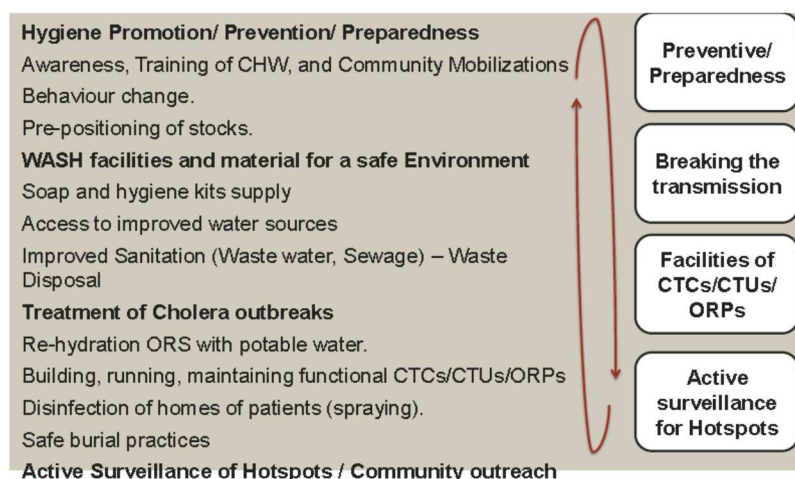 Hygiene Promotion/ Prevention/ Preparedness
Awareness, Training of CHW, and Community Mobilizations
Behaviour change.
Pre-positioning of stocks.
WASH facilities and material for a safe Environment
Soap and hygiene kits supply
Access to improved water sources
Improved Sanitation (Waste water, Sewage) – Waste
Disposal
Treatment of Cholera outbreaks
Re-hydration ORS with potable water.
Building, running, maintaining functional CTCs/CTUs/ORPs
Disinfection of homes of patients (spraying).
Safe burial practices
Active Surveillance of Hotspots / Community outreach
Preventive/
Preparedness
Breaking the
transmission
Facilities of
CTCs/CTUs/
ORPs
Active
surveillance
for Hotspots